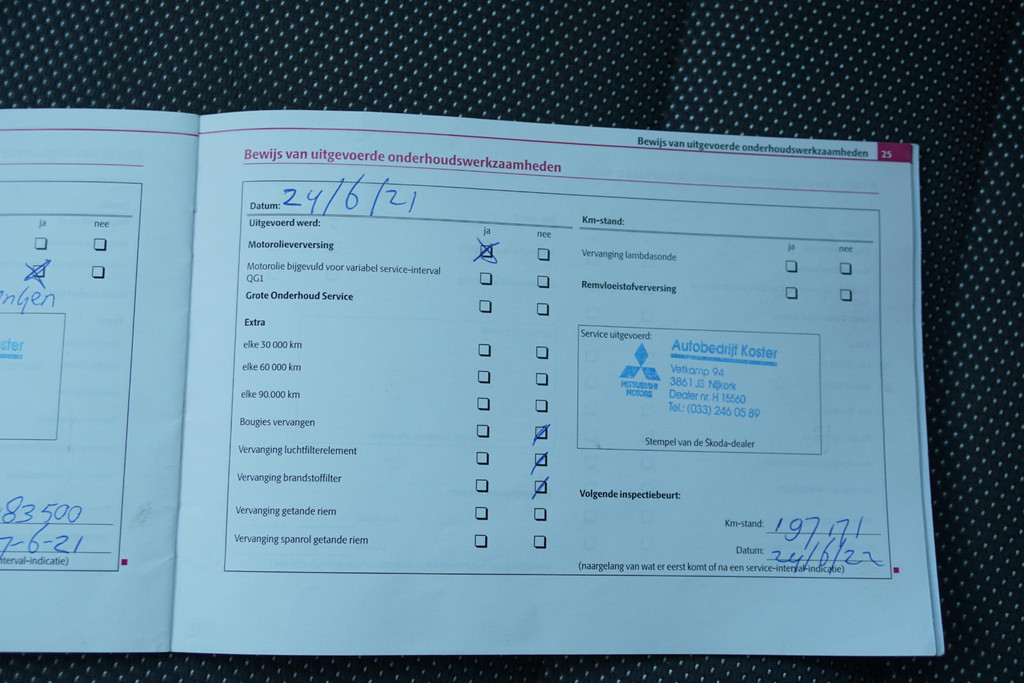 ja nee
ngen
ster
83500
7-6-21
terval-indicatie)
Bewijs van uitgevoerde onderhoudswerkzaamheden 25
Bewijs van uitgevoerde onderhoudswerkzaamheden
Datum: 24/6/21
Uitgevoerd werd:
ja nee
Motorolieverversing
Motorolie bijgevuld voor variabel service-interval
QG1
Grote Onderhoud Service
Extra
elke 30 000 km
elke 60 000 km
elke 90.000 km
Bougies vervangen
Vervanging luchtfilterelement
Vervanging brandstoffilter
Vervanging getande riem
Vervanging spanrol getande riem
Km-stand:
ja nee
Vervanging lambdasonde
Remvloeistofverversing
Service uitgevoerd:
MITSUBISHI
MOTORS
Autobedrijf Koster
Vetkamp 94
3861 JS Nijkerk
Dealer nr. H 15560
Tel.: (033) 246 05 89
Stempel van de Škoda-dealer
Volgende inspectiebeurt:
Km-stand: 197171
Datum: 24/6/22
(naargelang van wat er eerst komt of na een service-interval-indicatie)